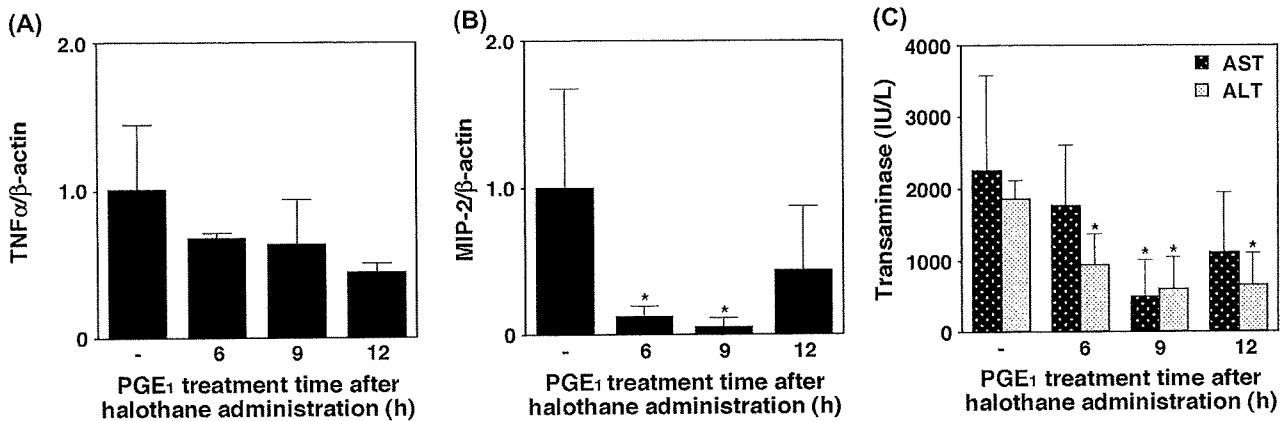 (A)
2.0
1.0
0
TNFα/β-actin
- 6 9 12
PGE₁ treatment time after
halothane administration (h)
(B)
2.0
1.0
0
MIP-2/β-actin
* *
- 6 9 12
PGE₁ treatment time after
halothane administration (h)
(C)
4000
3000
2000
1000
0
Transaminase (IU/L)
AST
ALT
* * * *
- 6 9 12
PGE₁ treatment time after
halothane administration (h)